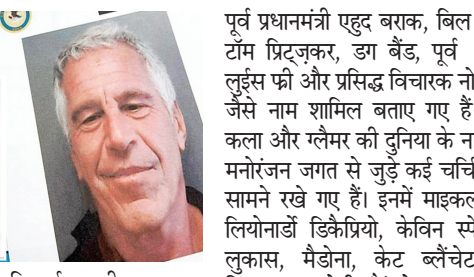 पूर्व प्रधानमंत्री एहुद बराक, बिल
टॉम प्रिट्ज़कर, डग बैंड, पूर्व
लुईस फ्री और प्रसिद्ध विचारक नो
जैसे नाम शामिल बताए गए हैं
कला और ग्लैमर की दुनिया के ना
मनोरंजन जगत से जुड़े कई चर्चि
सामने रखे गए हैं। इनमें माइकल
लियोनार्डो डिकैप्रियो, केविन स्पे
लुकास, मैडोना, केट ब्लैंचेट